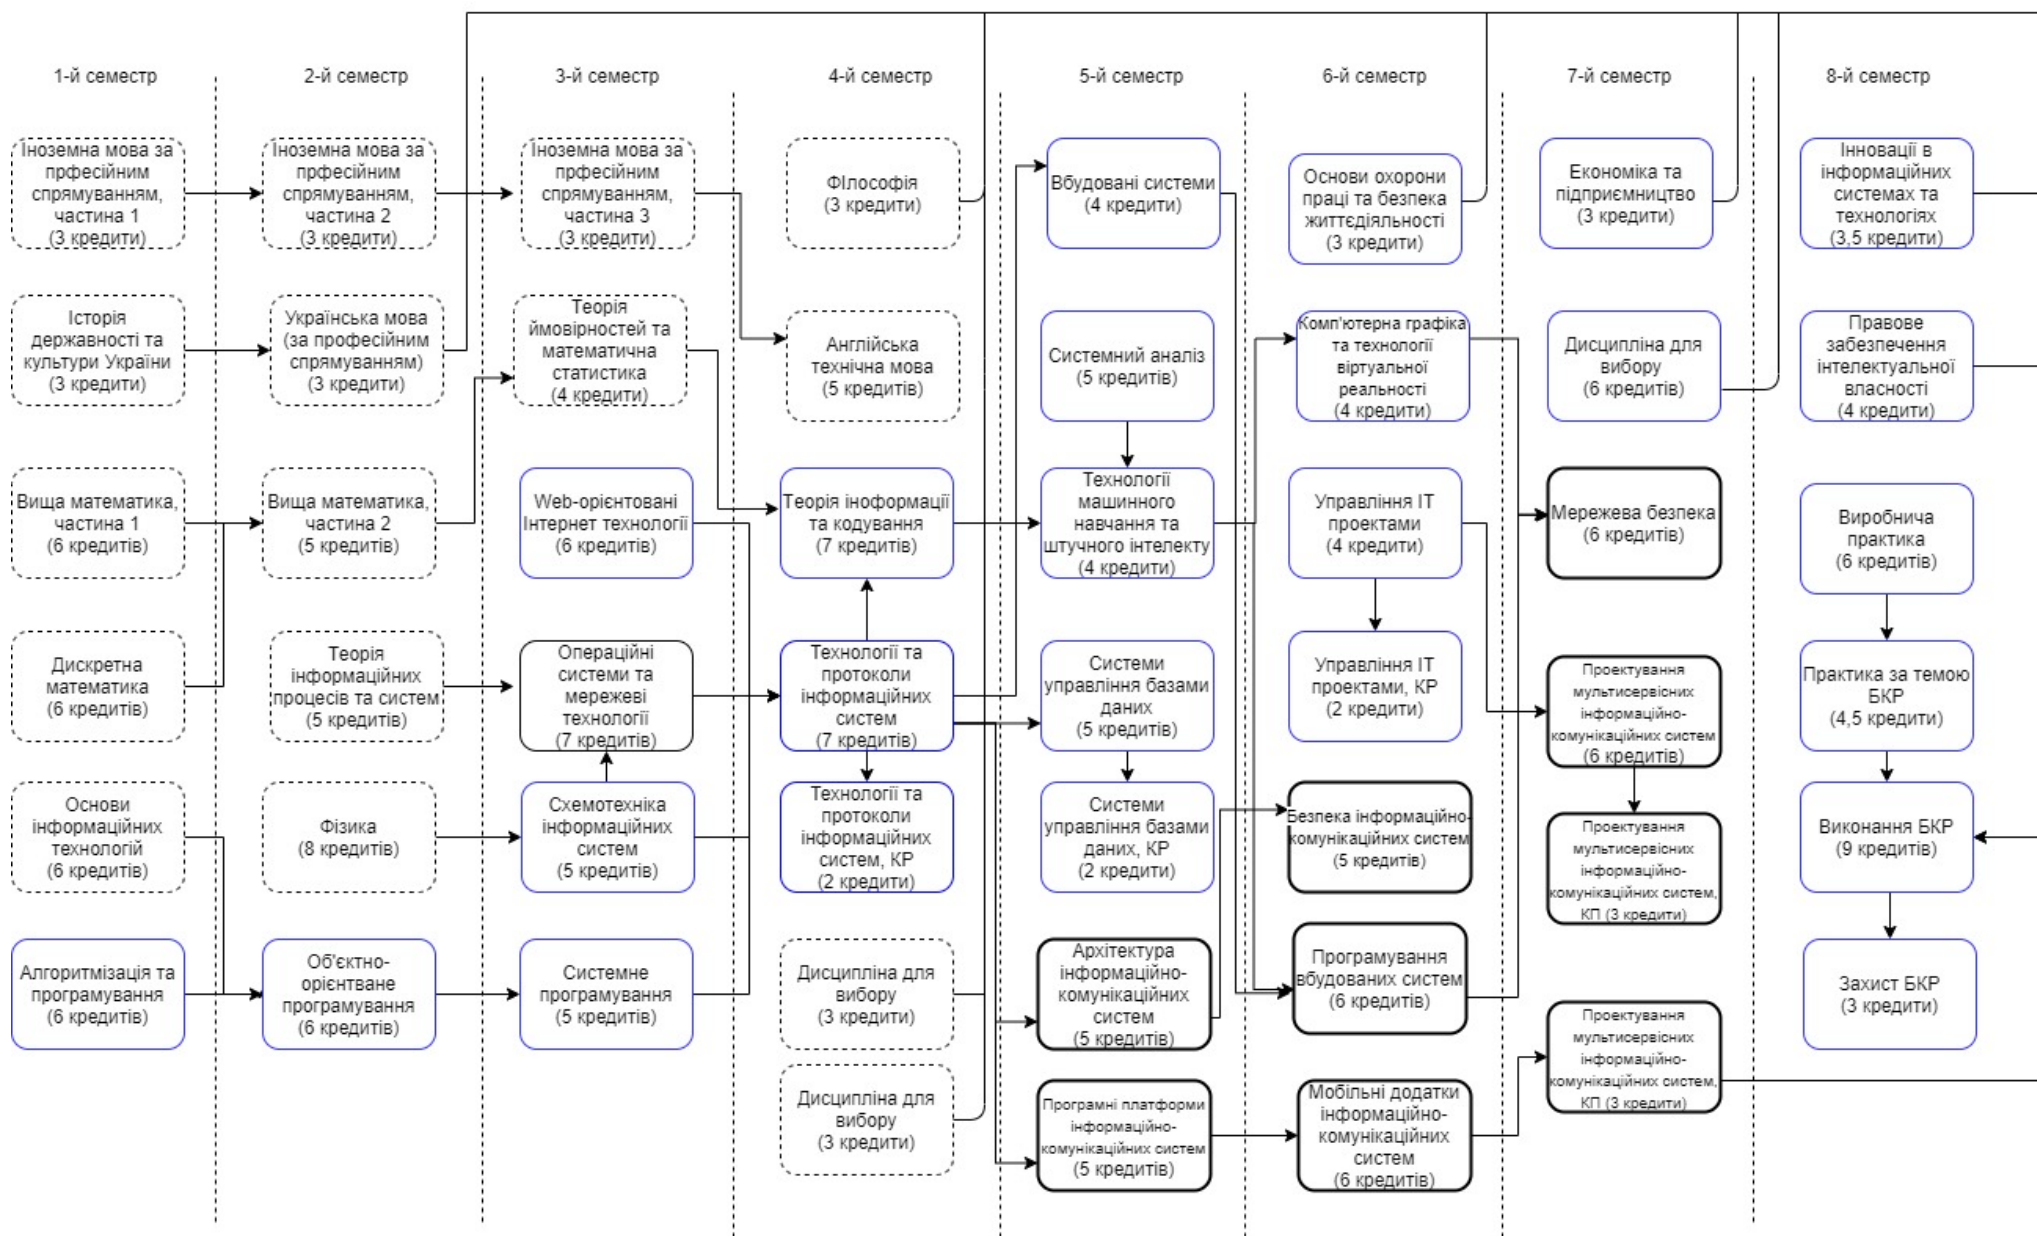 1-й семестр
2-й семестр
3-й семестр
4-й семестр
5-й семестр
6-й семестр
7-й семестр
8-й семестр
Іноземна мова за
прфесійним
спрямуванням,
частина 1
(3 кредити)
Історія
державності та
культури України
(3 кредити)
Вища математика,
частина 1
(6 кредитів)
Дискретна
математика
(6 кредитів)
Основи
інформаційних
технологій
(6 кредитів)
Алгоритмізація та
програмування
(6 кредитів)
Іноземна мова за
прфесійним
спрямуванням,
частина 2
(3 кредити)
Українська мова
(за професійним
спрямуванням)
(3 кредити)
Вища математика,
частина 2
(5 кредитів)
Теорія
інформаційних
процесів та систем
(5 кредитів)
Фізика
(8 кредитів)
Об'єктно-
орієнтване
програмування
(6 кредитів)
Іноземна мова за
прфесійним
спрямуванням,
частина 3
(3 кредити)
Теорія
ймовірностей та
математична
статистика
(4 кредити)
Web-орієнтовані
Інтернет технології
(6 кредитів)
Операційні
системи та
мережеві
технології
(7 кредитів)
Схемотехніка
інформаційних
систем
(5 кредитів)
Системне
програмування
(5 кредитів)
ФІлософія
(3 кредити)
Англійська
технічна мова
(5 кредитів)
Теорія іноформації
та кодування
(7 кредитів)
Технології та
протоколи
інформаційних
систем
(7 кредитів)
Технології та
протоколи
інформаційних
систем, КР
(2 кредити)
Дисципліна для
вибору
(3 кредити)
Дисципліна для
вибору
(3 кредити)
Вбудовані системи
(4 кредити)
Системний аналіз
(5 кредитів)
Технології
машинного
навчання та
штучного інтелекту
(4 кредити)
Системи
управління базами
даних
(5 кредитів)
Системи
управління базами
даних, КР
(2 кредити)
Архітектура
інформаційно-
комунікаційних
систем
(5 кредитів)
Програмні платформи
інформаційно-
комунікаційних систем
(5 кредитів)
Основи охорони
праці та безпека
життєдіяльності
(3 кредити)
Комп'ютерна графіка
та технології
віртуальної
реальності
(4 кредити)
Управління ІТ
проектами
(4 кредити)
Управління ІТ
проектами, КР
(2 кредити)
Безпека інформаційно-
комунікаційних систем
(5 кредитів)
Програмування
вбудованих систем
(6 кредитів)
Мобільні додатки
інформаційно-
комунікаційних
систем
(6 кредитів)
Економіка та
підприємництво
(3 кредити)
Дисципліна для
вибору
(6 кредитів)
Мережева безпека
(6 кредитів)
Проектування
мультисервісних
інформаційно-
комунікаційних систем
(6 кредитів)
Проектування
мультисервісних
інформаційно-
комунікаційних систем,
КП (3 кредити)
Проектування
мультисервісних
інформаційно-
комунікаційних систем,
КП (3 кредити)
Інновації в
інформаційних
системах та
технологіях
(3,5 кредити)
Правове
забезпечення
інтелектуальної
власності
(4 кредити)
Виробнича
практика
(6 кредитів)
Практика за темою
БКР
(4,5 кредити)
Виконання БКР
(9 кредитів)
Захист БКР
(3 кредити)